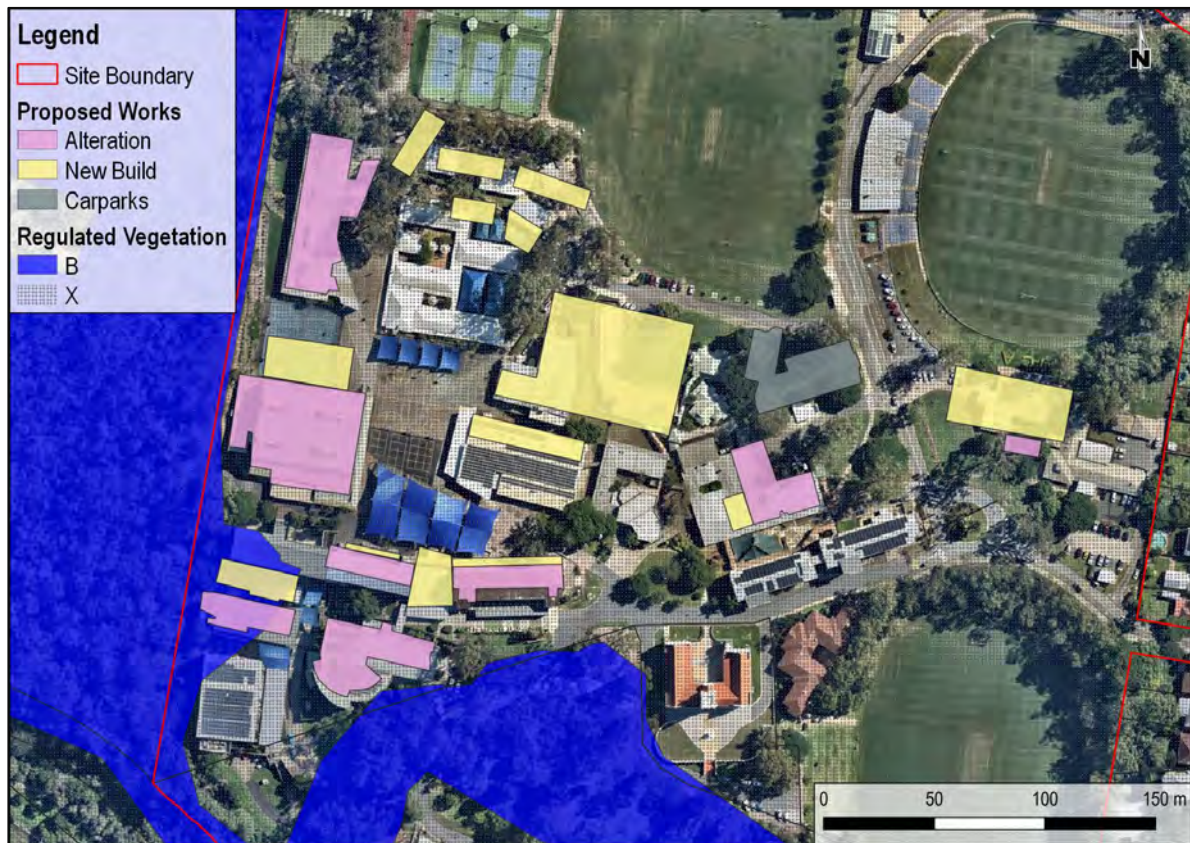 Legend
Site Boundary
Proposed Works
Alteration
New Build
Carparks
Regulated Vegetation
B
X
N
0 50 100 150 m